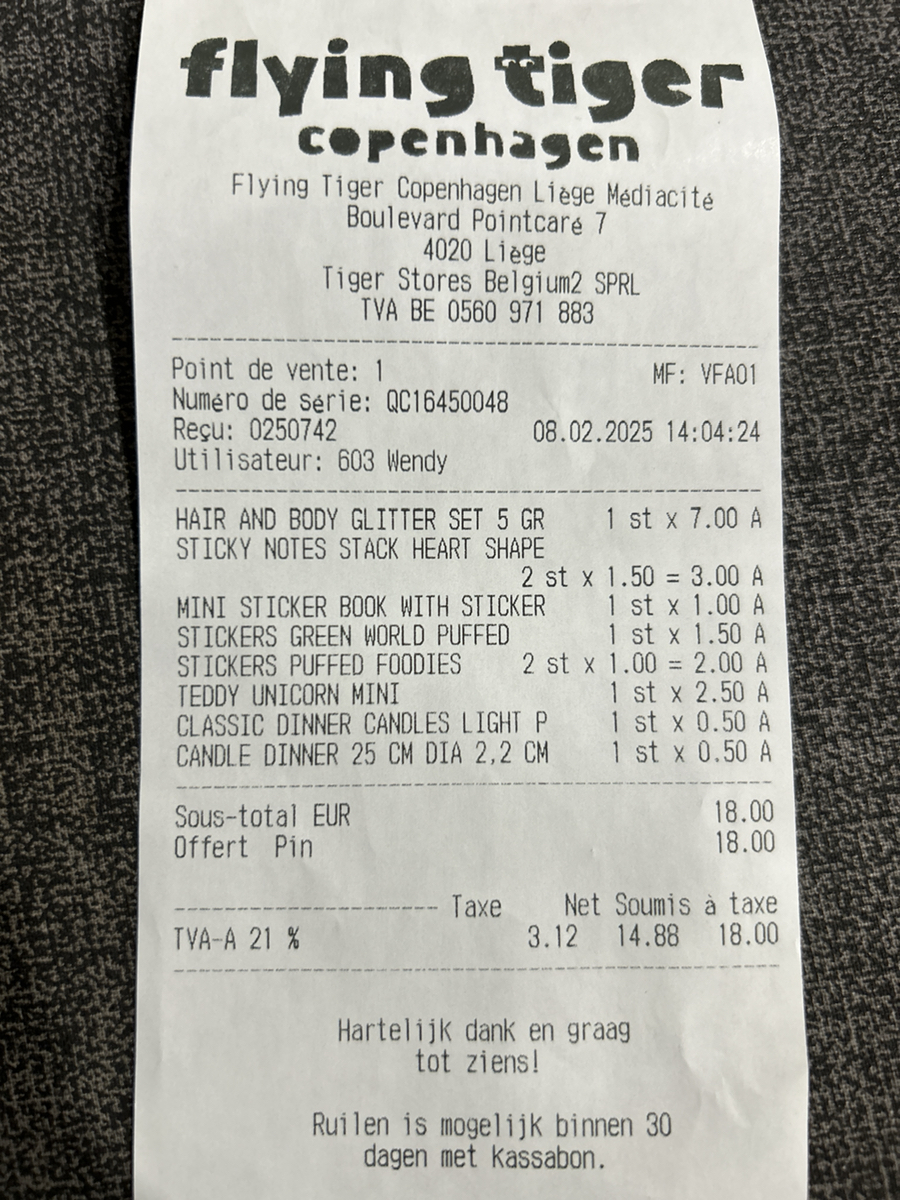 flying tiger
copenhagen
Flying Tiger Copenhagen Liège Médiacité
Boulevard Pointcaré 7
4020 Liège
Tiger Stores Belgium2 SPRL
TVA BE 0560 971 883
Point de vente: 1 MF: VFA01
Numéro de série: QC16450048
Reçu: 0250742 08.02.2025 14:04:24
Utilisateur: 603 Wendy
HAIR AND BODY GLITTER SET 5 GR 1 st x 7.00 A
STICKY NOTES STACK HEART SHAPE
2 st x 1.50 = 3.00 A
MINI STICKER BOOK WITH STICKER 1 st x 1.00 A
STICKERS GREEN WORLD PUFFED 1 st x 1.50 A
STICKERS PUFFED FOODIES 2 st x 1.00 = 2.00 A
TEDDY UNICORN MINI 1 st x 2.50 A
CLASSIC DINNER CANDLES LIGHT P 1 st x 0.50 A
CANDLE DINNER 25 CM DIA 2,2 CM 1 st x 0.50 A
Sous-total EUR 18.00
Offert Pin 18.00
Taxe Net Soumis à taxe
TVA-A 21 % 3.12 14.88 18.00
Hartelijk dank en graag
tot ziens!
Ruilen is mogelijk binnen 30
dagen met kassabon.